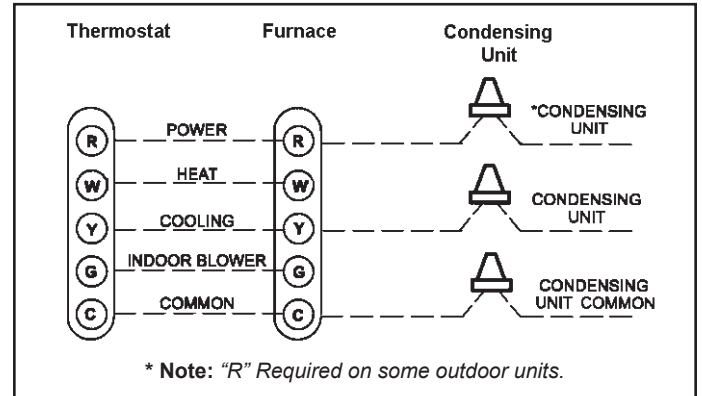 Thermostat Furnace Condensing
Unit
*CONDENSING
UNIT
R POWER R
W HEAT W
CONDENSING
UNIT
Y COOLING Y
G INDOOR BLOWER G
CONDENSING
UNIT COMMON
C COMMON C
* Note: "R" Required on some outdoor units.